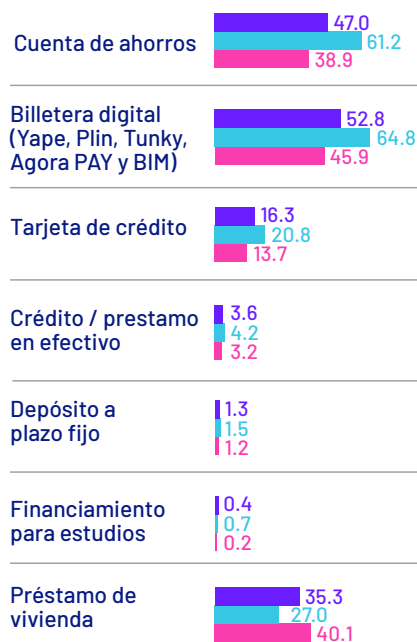 47.0
Cuenta de ahorros
61.2
38.9
Billetera digital
(Yape, Plin, Tunky,
Agora PAY y BIM)
52.8
64.8
45.9
Tarjeta de crédito
16.3
20.8
13.7
Crédito / prestamo
en efectivo
3.6
4.2
3.2
Depósito a
plazo fijo
1.3
1.5
1.2
Financiamiento
para estudios
0.4
0.7
0.2
Préstamo de
vivienda
35.3
27.0
40.1